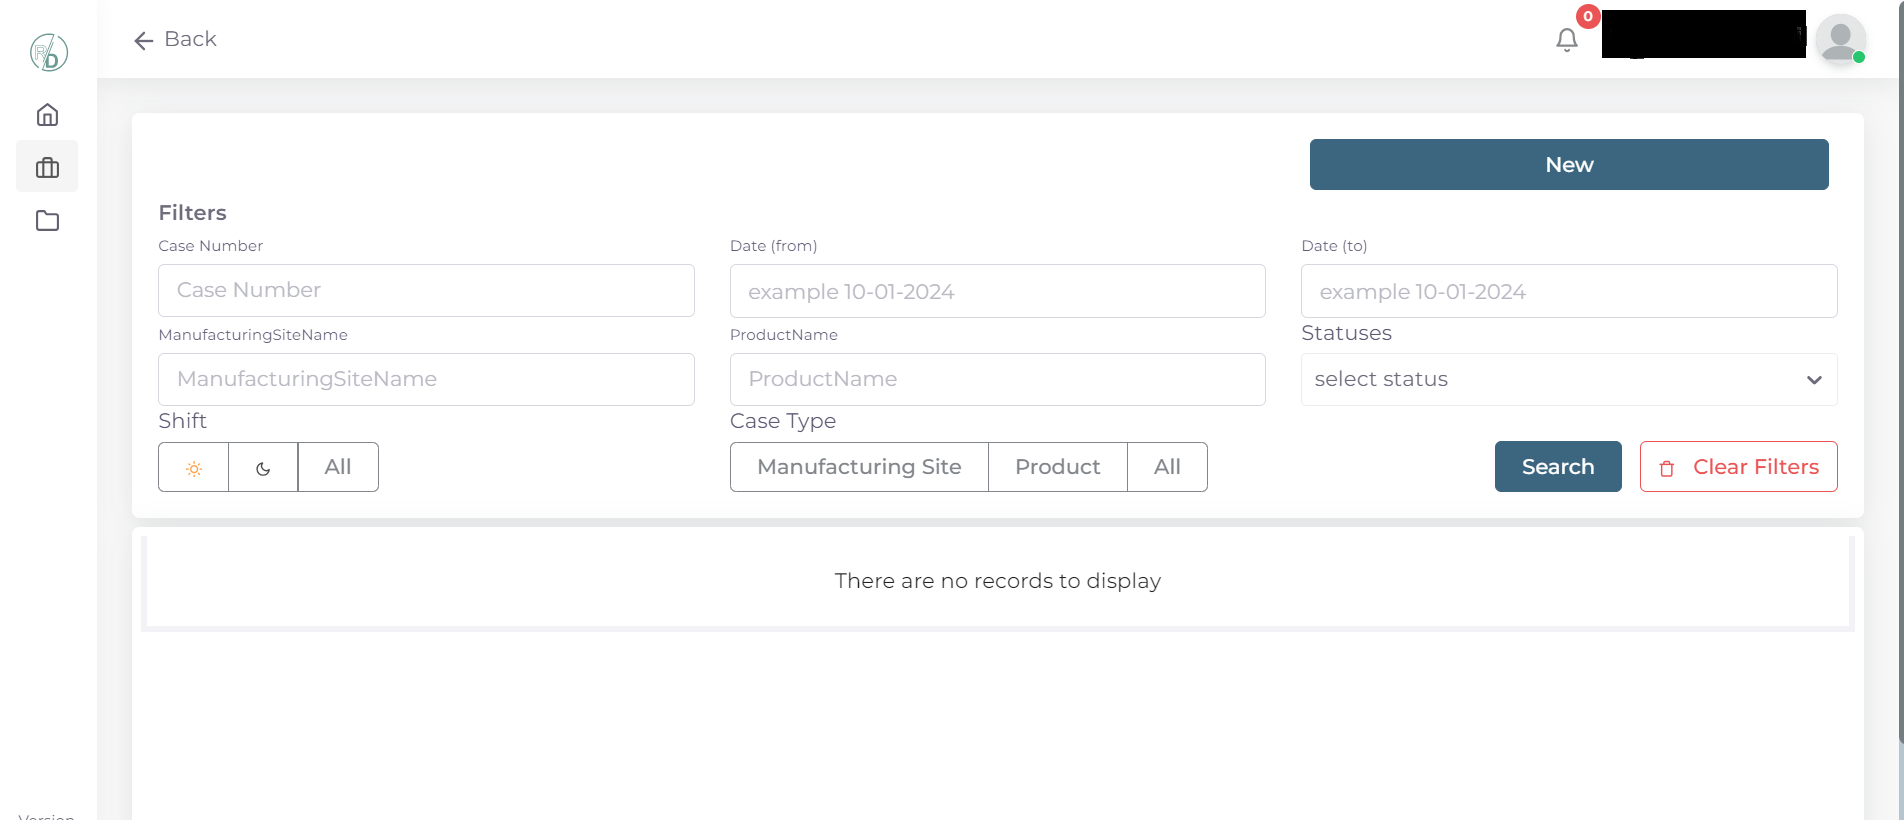 RD
Back
0
New
Filters
Case Number
Date (from)
Date (to)
Case Number
example 10-01-2024
example 10-01-2024
ManufacturingSiteName
ProductName
Statuses
ManufacturingSiteName
ProductName
select status
Shift
Case Type
All
Manufacturing Site
Product
All
Search
Clear Filters
There are no records to display
Version